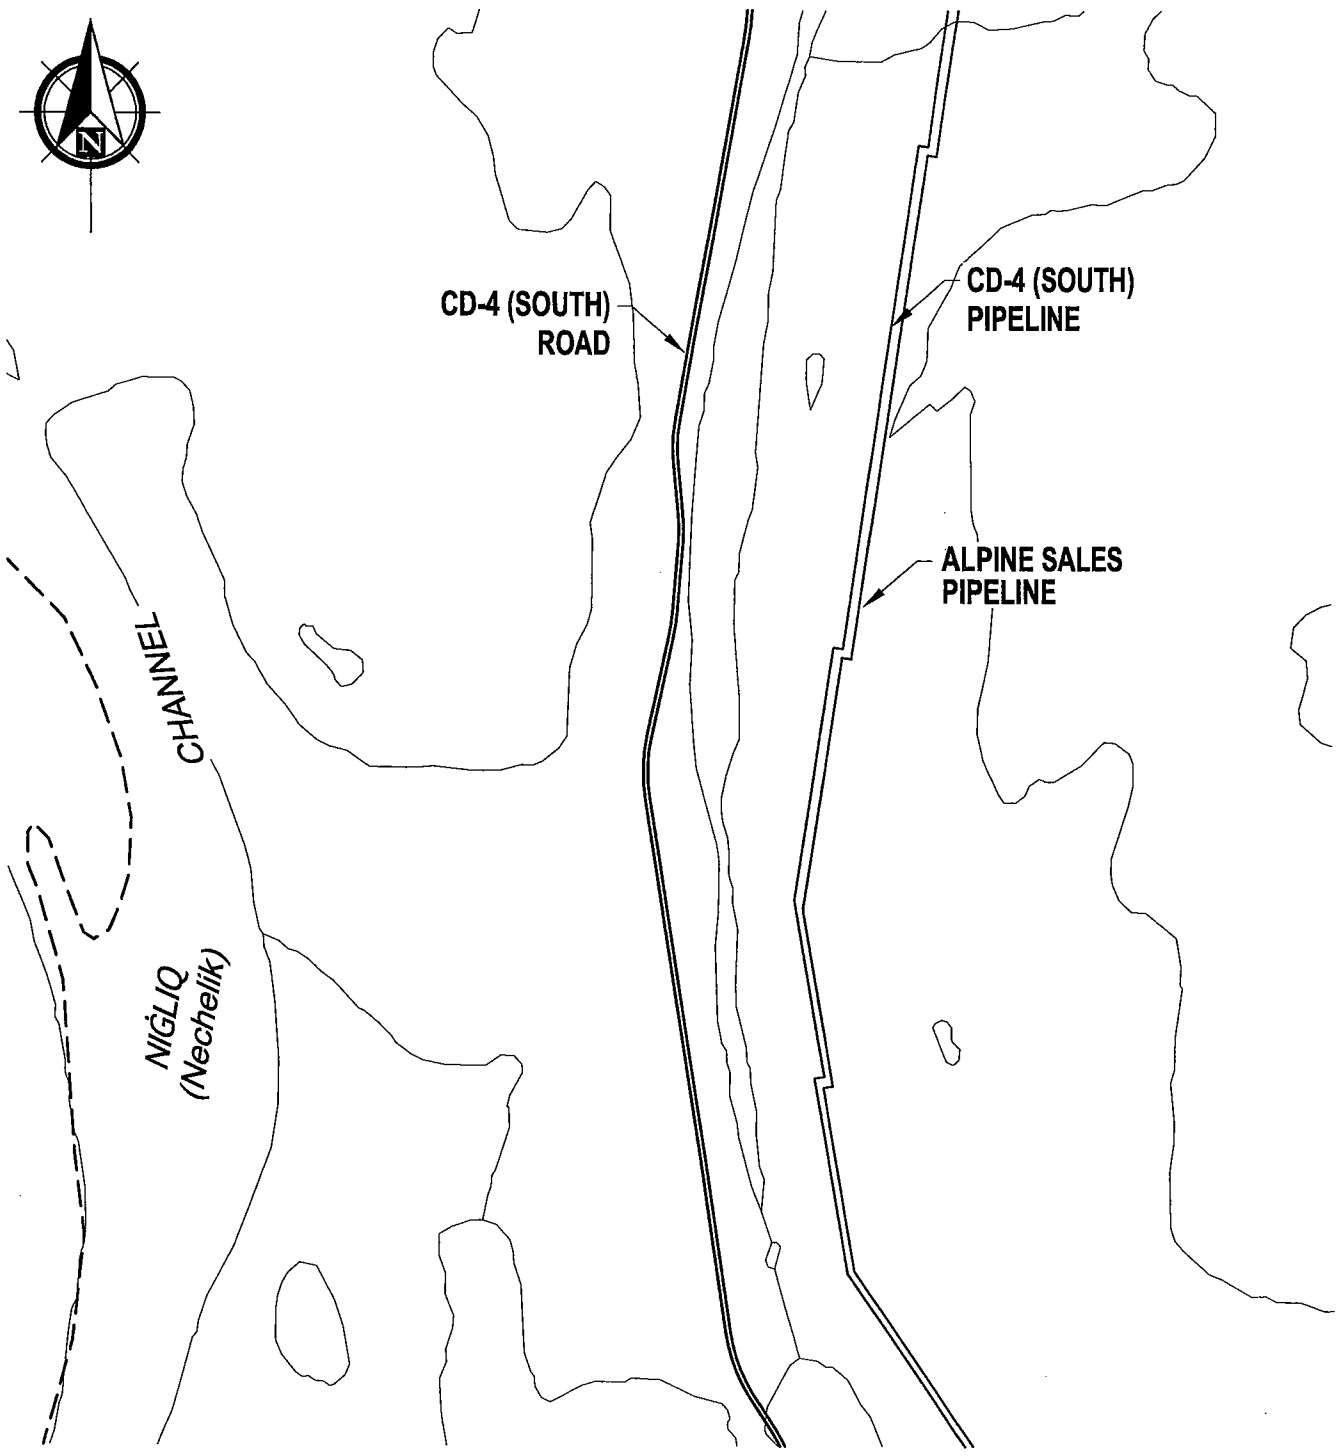 N
CD-4 (SOUTH)
ROAD
CD-4 (SOUTH)
PIPELINE
ALPINE SALES
PIPELINE
CHANNEL
NIĠLIQ
(Nechelik)